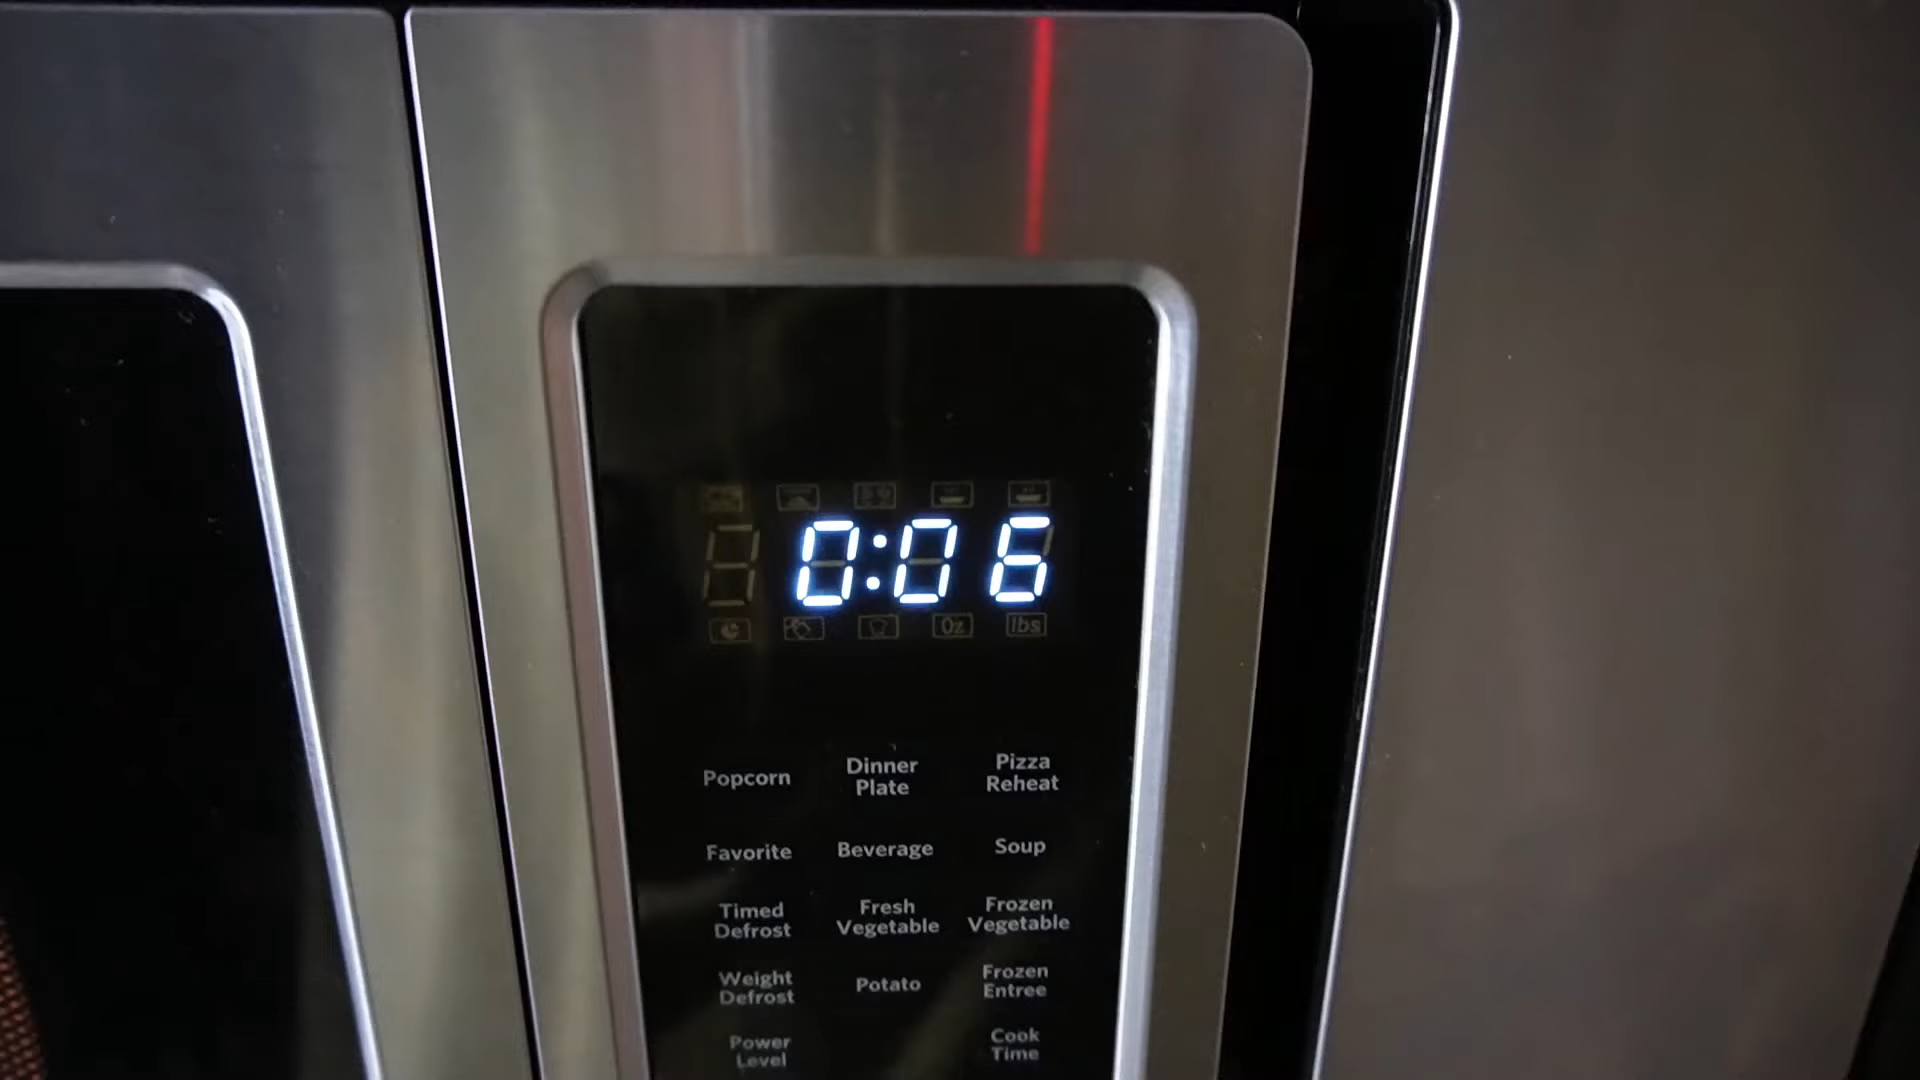 0:06
Oz
lbs
Popcorn
Dinner
Plate
Pizza
Reheat
Favorite
Beverage
Soup
Timed
Defrost
Fresh
Vegetable
Frozen
Vegetable
Weight
Defrost
Potato
Frozen
Entree
Power
Level
Cook
Time